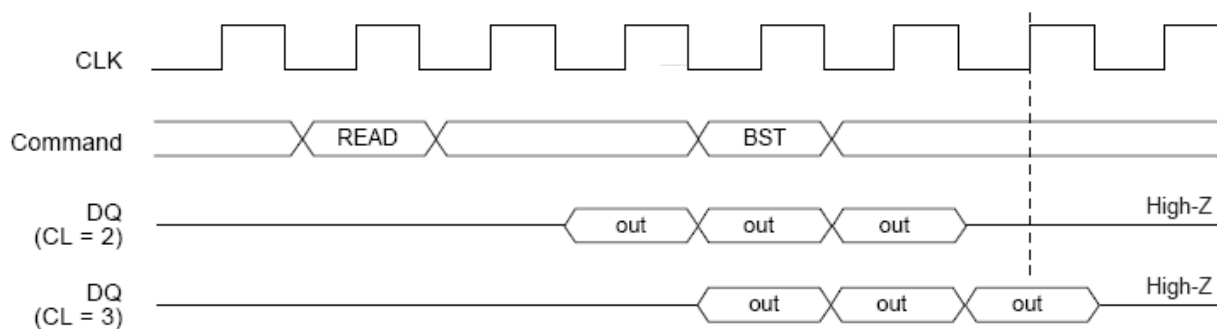 CLK
Command READ BST
DQ
(CL = 2) out out out High-Z
DQ
(CL = 3) out out out High-Z